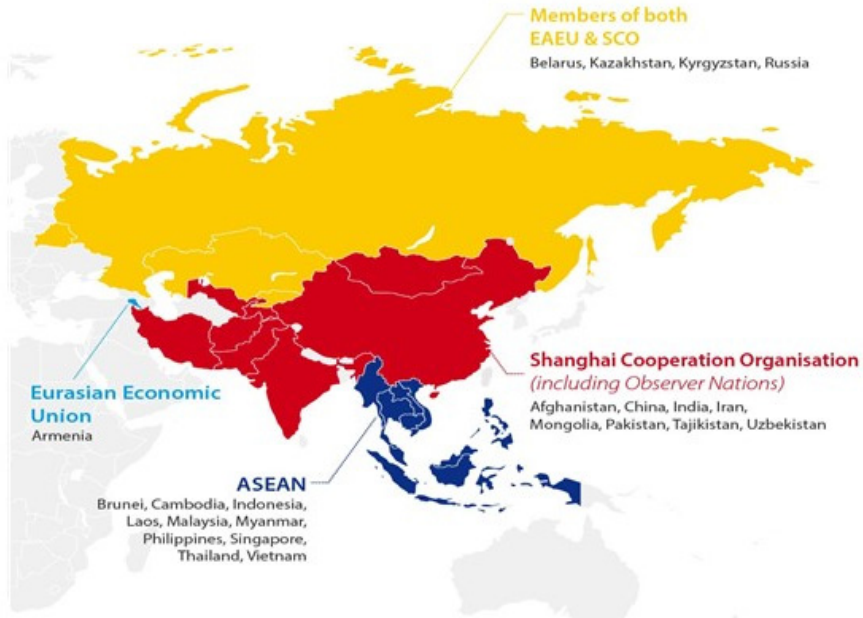 Members of both
EAEU & SCO
Belarus, Kazakhstan, Kyrgyzstan, Russia
Shanghai Cooperation Organisation
(including Observer Nations)
Afghanistan, China, India, Iran,
Mongolia, Pakistan, Tajikistan, Uzbekistan
Eurasian Economic
Union
Armenia
ASEAN
Brunei, Cambodia, Indonesia,
Laos, Malaysia, Myanmar,
Philippines, Singapore,
Thailand, Vietnam